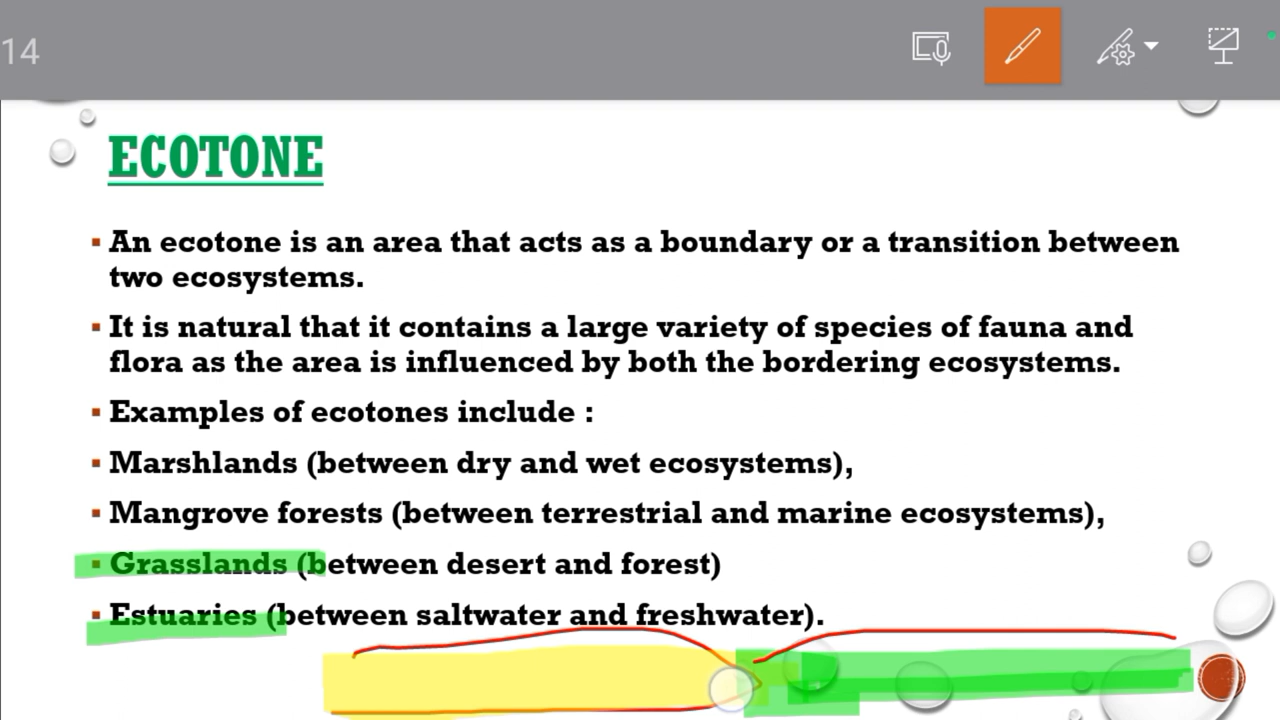 14
ECOTONE
▪ An ecotone is an area that acts as a boundary or a transition between
two ecosystems.
▪ It is natural that it contains a large variety of species of fauna and
flora as the area is influenced by both the bordering ecosystems.
▪ Examples of ecotones include :
▪ Marshlands (between dry and wet ecosystems),
▪ Mangrove forests (between terrestrial and marine ecosystems),
▪ Grasslands (between desert and forest)
▪ Estuaries (between saltwater and freshwater).